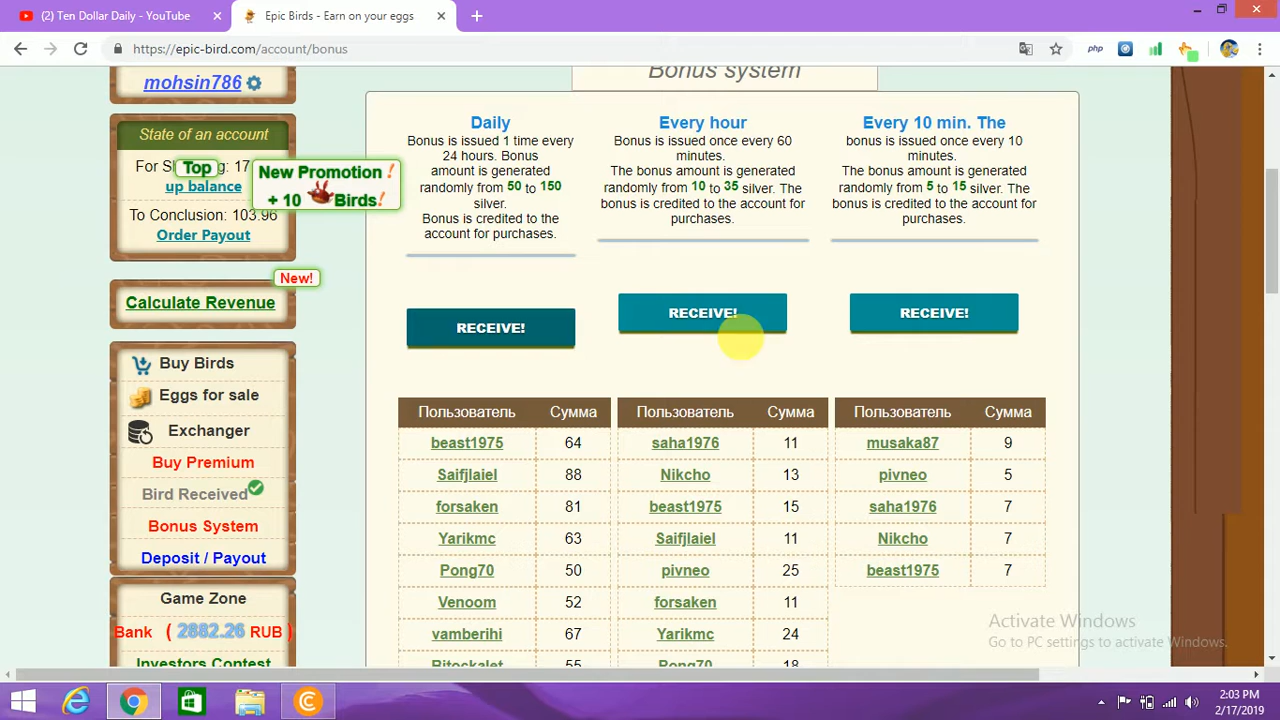 (2) Ten Dollar Daily - YouTube
Epic Birds - Earn on your eggs
https://epic-bird.com/account/bonus
php
mohsin786
State of an account
up balance
Top
New Promotion !
+ 10 Birds!
To Conclusion: 103.96
Order Payout
New!
Calculate Revenue
Buy Birds
Eggs for sale
Exchanger
Buy Premium
Bird Received
Bonus System
Deposit / Payout
Game Zone
Bank ( 2882.26 RUB )
Investors Contest
Bonus system
Daily
Bonus is issued 1 time every
24 hours. Bonus
amount is generated
randomly from 50 to 150
silver.
Bonus is credited to the
account for purchases.
RECEIVE!
Every hour
Bonus is issued once every 60
minutes.
The bonus amount is generated
randomly from 10 to 35 silver. The
bonus is credited to the account for
purchases.
RECEIVE!
Every 10 min. The
bonus is issued once every 10
minutes.
The bonus amount is generated
randomly from 5 to 15 silver. The
bonus is credited to the account for
purchases.
RECEIVE!
Пользователь Сумма
beast1975 64
Saifjlaiel 88
forsaken 81
Yarikmc 63
Pong70 50
Venoom 52
vamberihi 67
Пользователь Сумма
saha1976 11
Nikcho 13
beast1975 15
Saifjlaiel 11
pivneo 25
forsaken 11
Yarikmc 24
Pong70 18
Пользователь Сумма
musaka87 9
pivneo 5
saha1976 7
Nikcho 7
beast1975 7
Activate Windows
Go to PC settings to activate Windows.
2:03 PM
2/17/2019